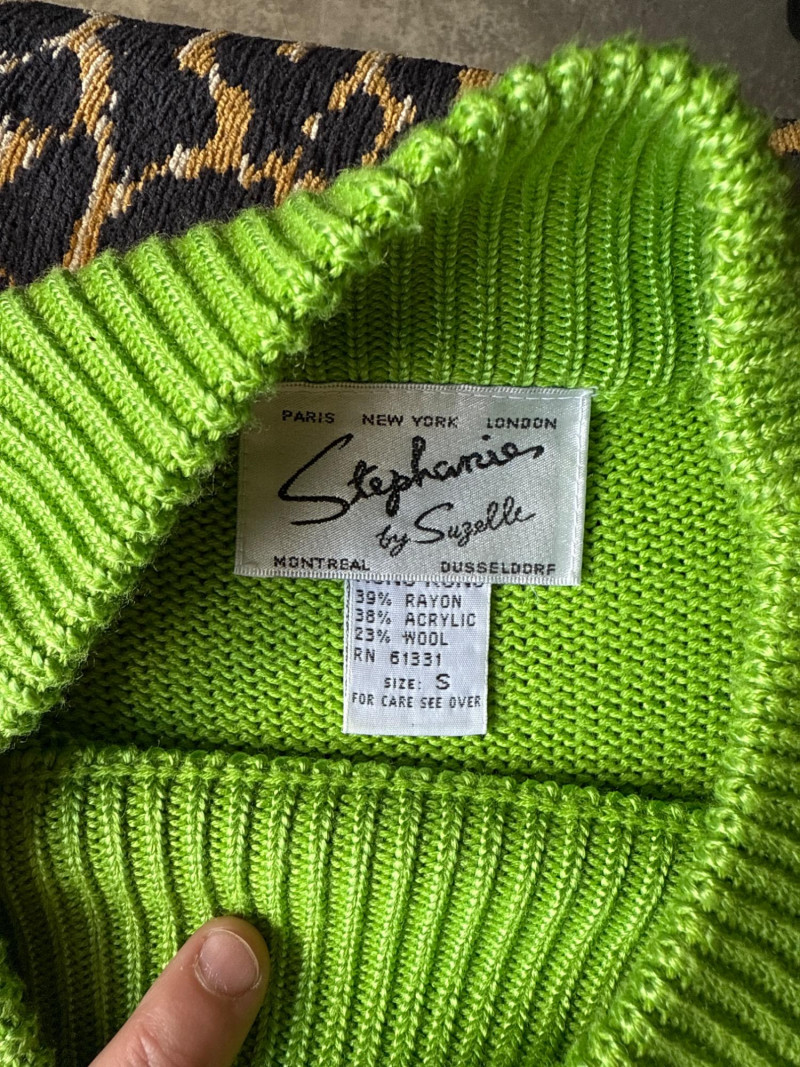 PARIS NEW YORK LONDON
Stephanie
by Suzelle
MONTREAL DUSSELDORF
39% RAYON
38% ACRYLIC
23% WOOL
RN 61331
SIZE: S
FOR CARE SEE OVER